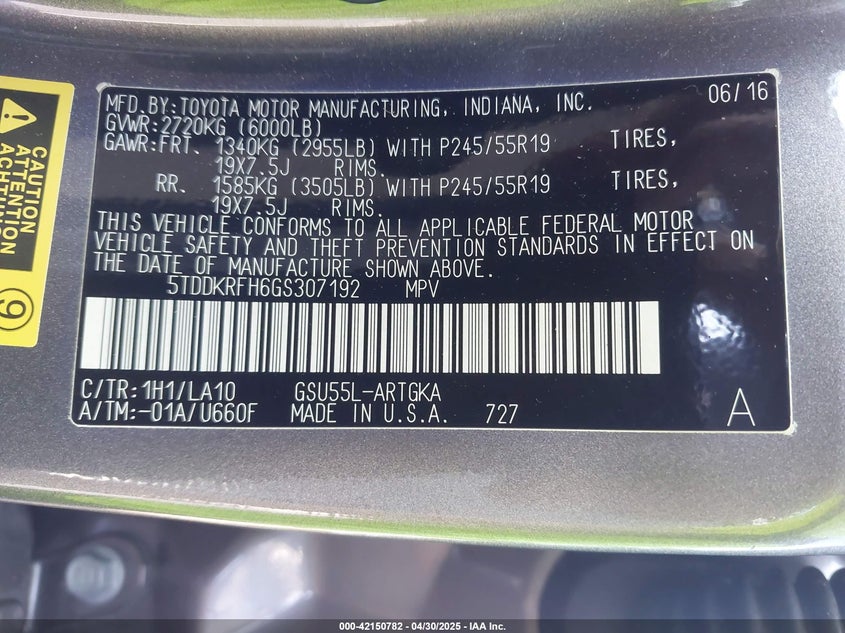 MFD.BY:TOYOTA MOTOR MANUFACTURING, INDIANA, INC. 06/16
GVWR:2720KG (6000LB)
GAWR:FRT. 1340KG (2955LB) WITH P245/55R19 TIRES,
19X7.5J RIMS.
RR. 1585KG (3505LB) WITH P245/55R19 TIRES,
19X7.5J RIMS.
THIS VEHICLE CONFORMS TO ALL APPLICABLE FEDERAL MOTOR
VEHICLE SAFETY AND THEFT PREVENTION STANDARDS IN EFFECT ON
THE DATE OF MANUFACTURE SHOWN ABOVE.
5TDDKRFH6GS307192 MPV
C/TR:1H1/LA10 GSU55L-ARTGKA
A/TM:-01A/U660F MADE IN U.S.A. 727 A
CAUTION
ATTENTION
ACHTUNG
9
000-42150782 - 04/30/2025 - IAA Inc.